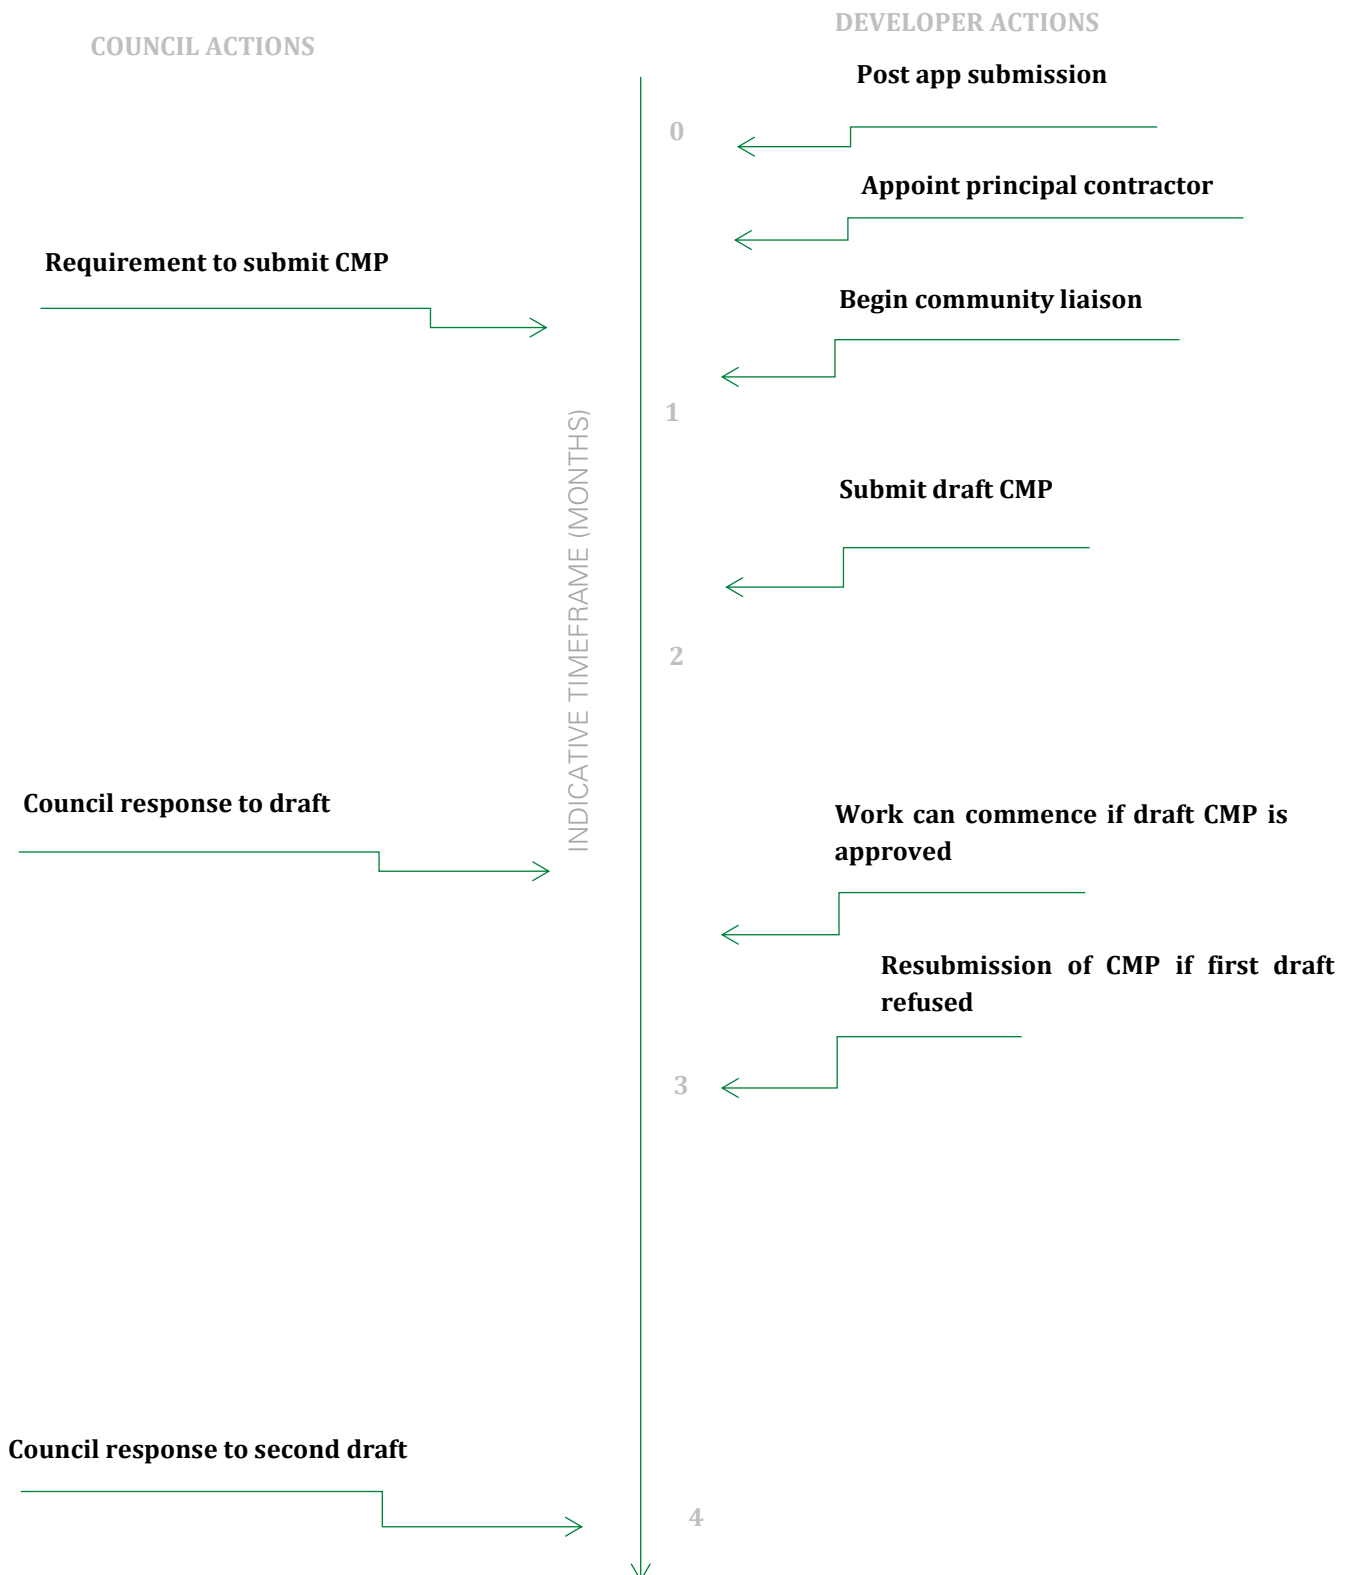 DEVELOPER ACTIONS
COUNCIL ACTIONS
Post app submission
0
Appoint principal contractor
Requirement to submit CMP
Begin community liaison
1
INDICATIVE TIMEFRAME (MONTHS)
Submit draft CMP
2
Council response to draft
Work can commence if draft CMP is
approved
Resubmission of CMP if first draft
refused
3
Council response to second draft
4